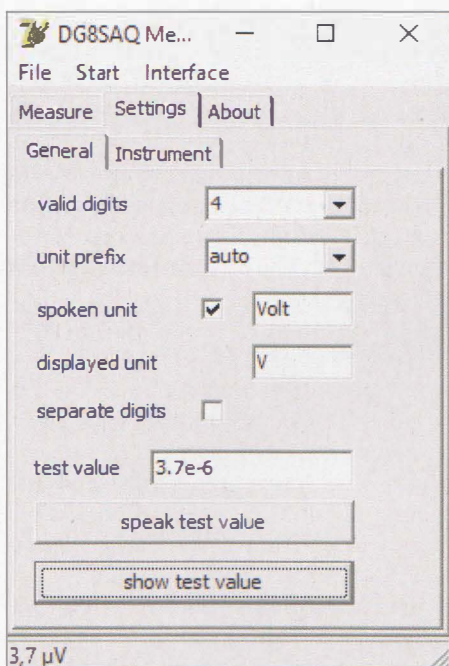 DG8SAQ Me...
File Start Interface
Measure Settings About
General Instrument
valid digits 4
unit prefix auto
spoken unit Volt
displayed unit V
separate digits
test value 3.7e-6
speak test value
show test value
3,7 µV